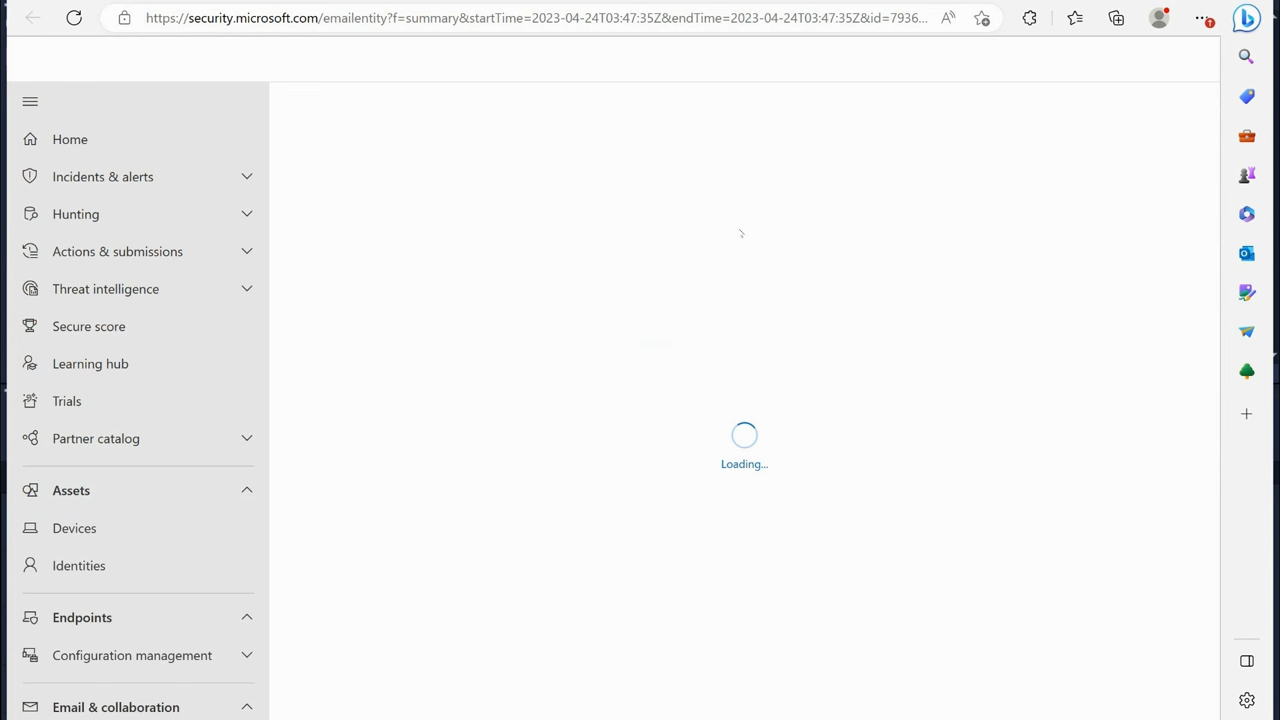 https://security.microsoft.com/emailentity?f=summary&startTime=2023-04-24T03:47:35Z&endTime=2023-04-24T03:47:35Z&id=7936...
Home
Incidents & alerts
Hunting
Actions & submissions
Threat intelligence
Secure score
Learning hub
Trials
Partner catalog
Loading...
Assets
Devices
Identities
Endpoints
Configuration management
Email & collaboration